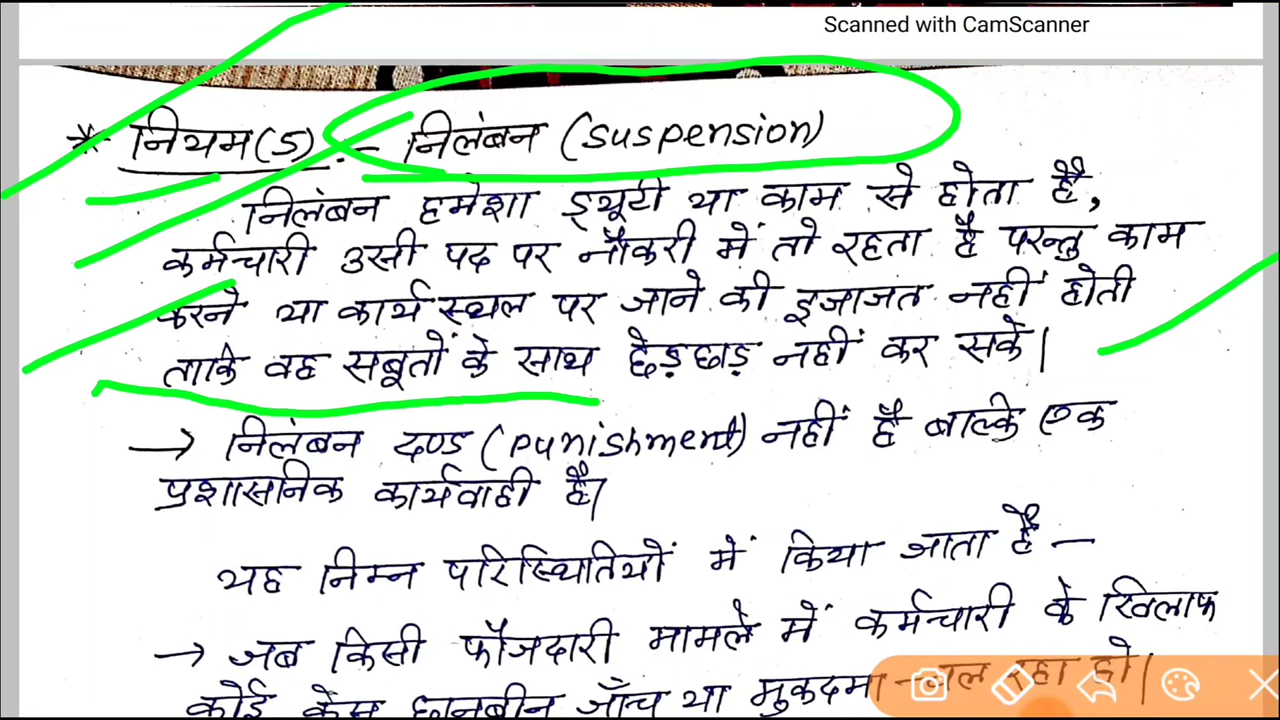 Scanned with CamScanner
* नियम(5) :- निलंबन (suspension)
निलंबन हमेशा ड्यूटी या काम से होता है,
कर्मचारी उसी पद पर नौकरी में तो रहता है परन्तु काम
करने या कार्य स्थल पर जाने की इजाजत नहीं होती
ताकि वह सबूतों के साथ छेड़छाड़ नहीं कर सके।
→ निलंबन दण्ड (punishment) नहीं है बल्कि एक
प्रशासनिक कार्यवाही है।
यह निम्न परिस्थितियों में किया जाता है –
→ जब किसी फौजदारी मामले में कर्मचारी के खिलाफ
कोई केस छानबीन जाँच या मुकदमा चल रहा हो।